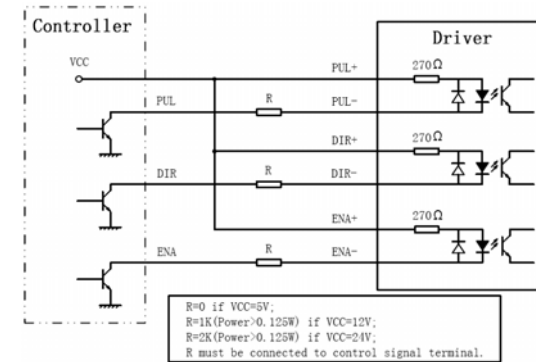 Controller
Driver
VCC
PUL+
270Ω
PUL
R
PUL-
DIR+
270Ω
DIR
R
DIR-
ENA+
270Ω
ENA
R
ENA-
R=0 if VCC=5V;
R=1K(Power>0.125W) if VCC=12V;
R=2K(Power>0.125W) if VCC=24V;
R must be connected to control signal terminal.